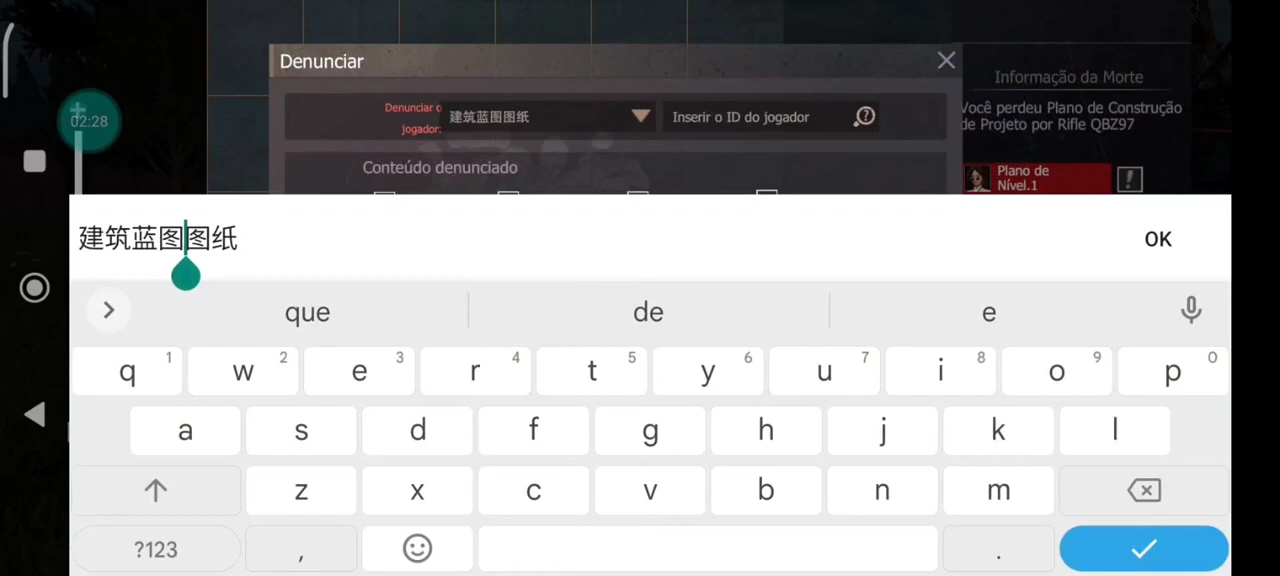 Denunciar
Informação da Morte
02:28
Denunciar o
jogador:
建筑蓝图图纸
Inserir o ID do jogador
Você perdeu Plano de Construção
de Projeto por Rifle QBZ97
Conteúdo denunciado
Plano de
Nível.1
建筑蓝图图纸
OK
que de e
q 1 w 2 e 3 r 4 t 5 y 6 u 7 i 8 o 9 p 0
a s d f g h j k l
z x c v b n m
?123 , .